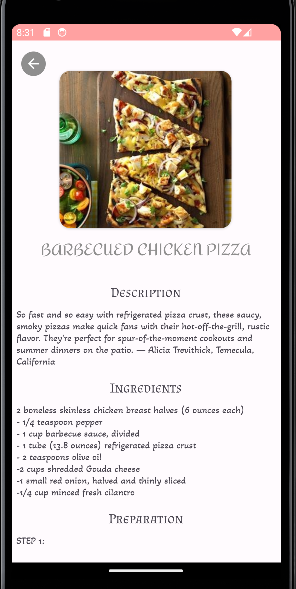 8:31
BARBECUED CHICKEN PIZZA
Description
So fast and so easy with refrigerated pizza crust, these saucy,
smoky pizzas make quick fans with their hot-off-the-grill, rustic
flavor. They're perfect for spur-of-the-moment cookouts and
summer dinners on the patio. — Alicia Trevithick, Temecula,
California
Ingredients
2 boneless skinless chicken breast halves (6 ounces each)
- 1/4 teaspoon pepper
- 1 cup barbecue sauce, divided
- 1 tube (13.8 ounces) refrigerated pizza crust
- 2 teaspoons olive oil
-2 cups shredded Gouda cheese
-1 small red onion, halved and thinly sliced
-1/4 cup minced fresh cilantro
Preparation
STEP 1: